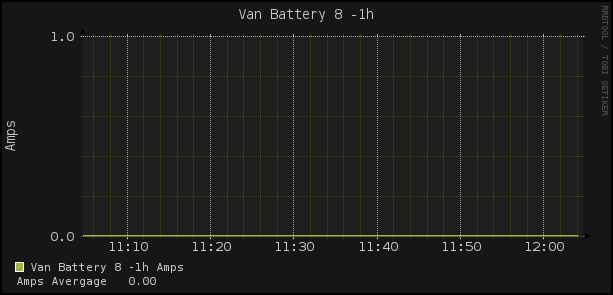 Van Battery 8 -1h
RRDTOOL / TOBI OETIKER
1.0
Amps
0.0
11:10 11:20 11:30 11:40 11:50 12:00
Van Battery 8 -1h Amps
Amps Avergage 0.00